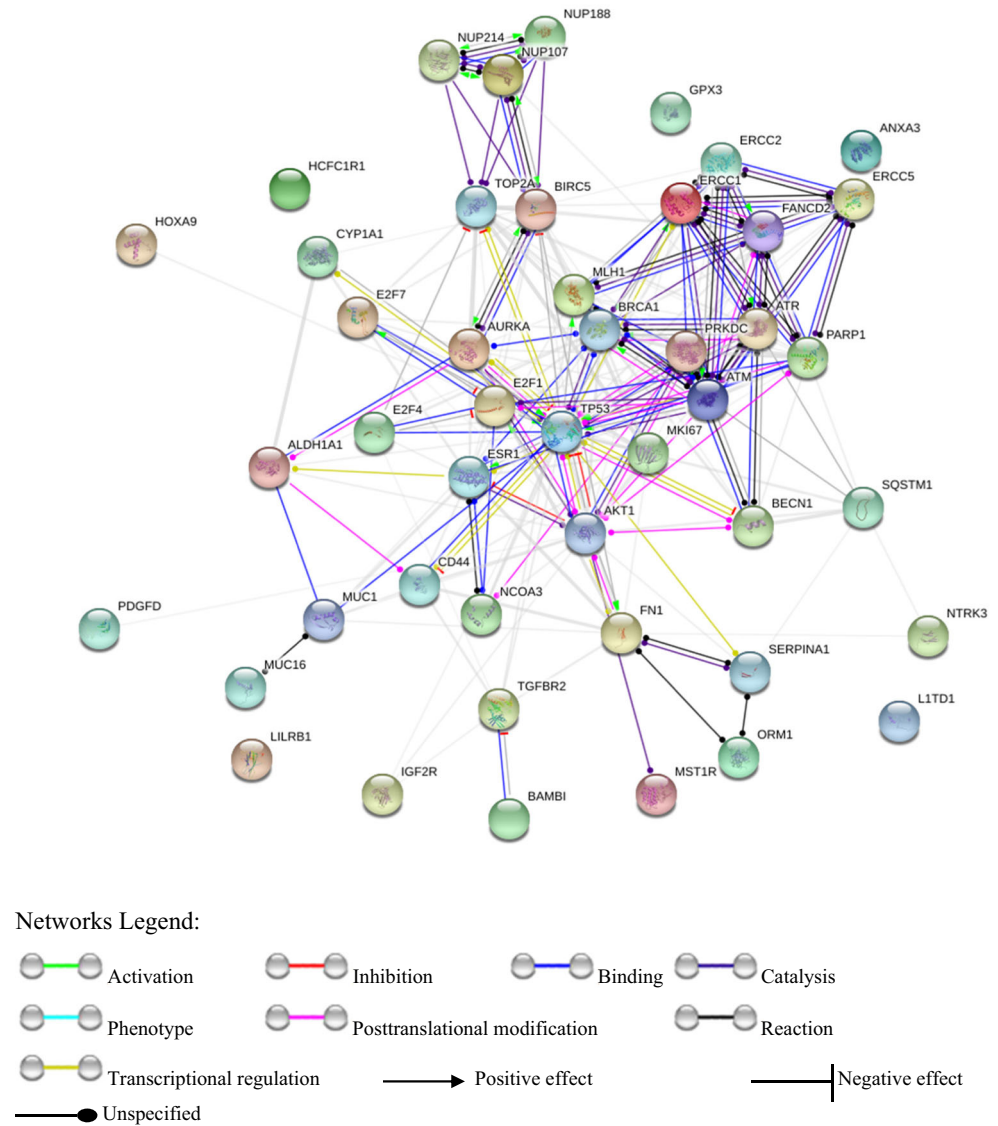 NUP188
NUP214
NUP107
GPX3
ERCC2
ANXA3
ERCC1
ERCC5
HCFC1R1
TOP2A
BIRC5
FANCD2
HOXA9
CYP1A1
MLH1
E2F7
BRCA1
ATR
AURKA
PRKDC
PARP1
ATM
E2F1
E2F4
TP53
MKI67
ALDH1A1
ESR1
SQSTM1
BECN1
AKT1
CD44
NCOA3
MUC1
PDGFD
FN1
NTRK3
SERPINA1
MUC16
TGFBR2
L1TD1
LILRB1
ORM1
IGF2R
MST1R
BAMBI
Networks Legend:
Activation
Inhibition
Binding
Catalysis
Phenotype
Posttranslational modification
Reaction
Transcriptional regulation
Positive effect
Negative effect
Unspecified